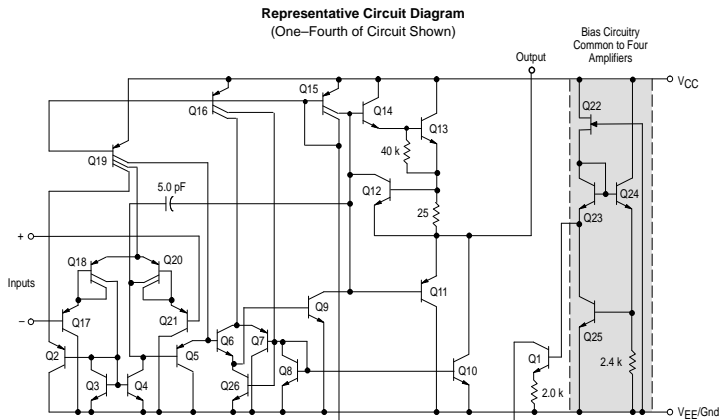 Representative Circuit Diagram
(One–Fourth of Circuit Shown)
Bias Circuitry
Common to Four
Amplifiers
Output
VCC
Q15
Q16
Q14
Q22
Q13
40 k
Q19
Q12
Q24
5.0 pF
Q23
25
+
Q18
Q20
Inputs
Q9
Q11
–
Q17
Q21
Q25
Q2
Q5
Q6
Q7
Q1
Q8
2.4 k
Q3
Q4
Q26
Q10
2.0 k
VEE/Gnd